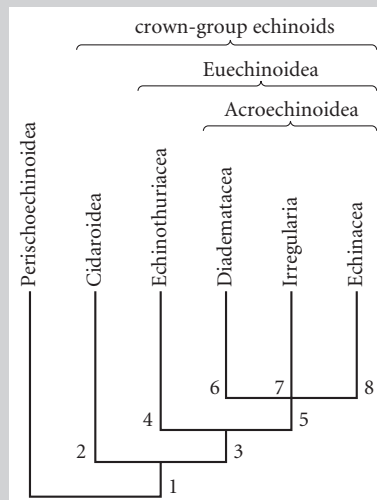 crown-group echinoids
Euechinoidea
Acroechinoidea
Perischoechinoidea
Cidaroidea
Echinothuriacea
Diadematacea
Irregularia
Echinacea
6 7 8
4 5
2 3
1